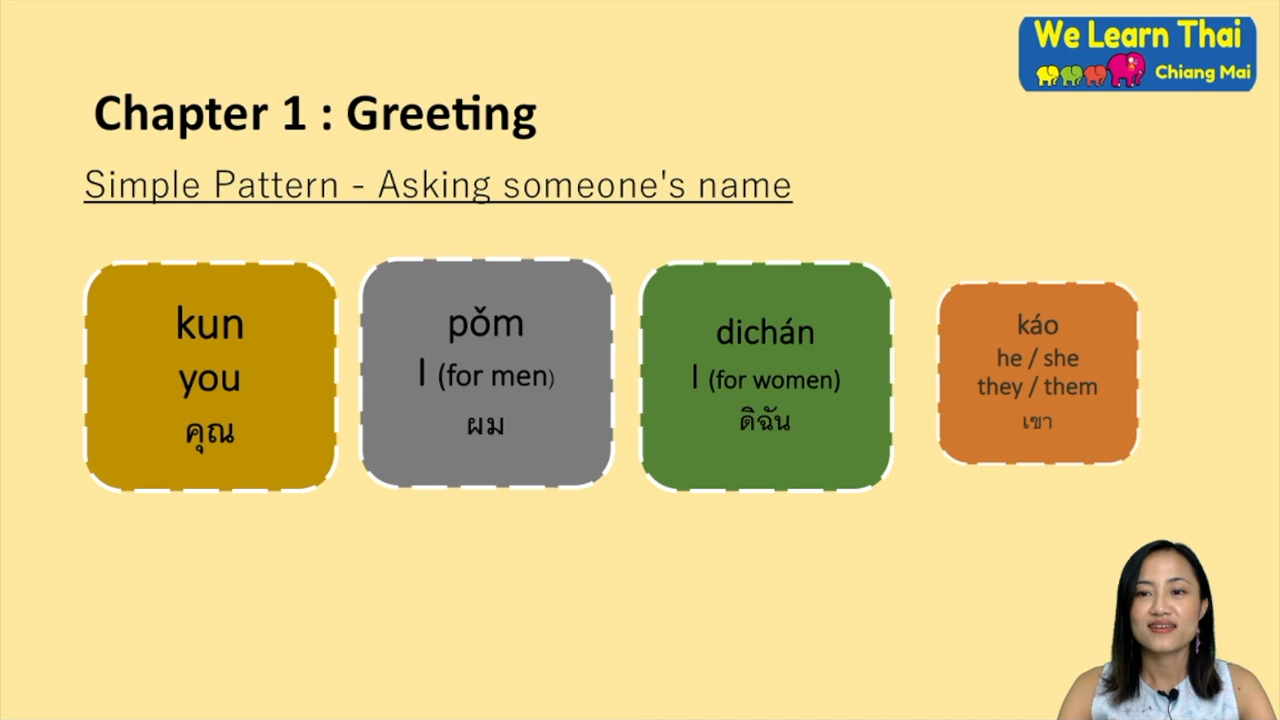 We Learn Thai
Chiang Mai
Chapter 1 : Greeting
Simple Pattern - Asking someone's name
kun
you
คุณ
pǒm
I (for men)
ผม
dichán
I (for women)
ดิฉัน
káo
he / she
they / them
เขา